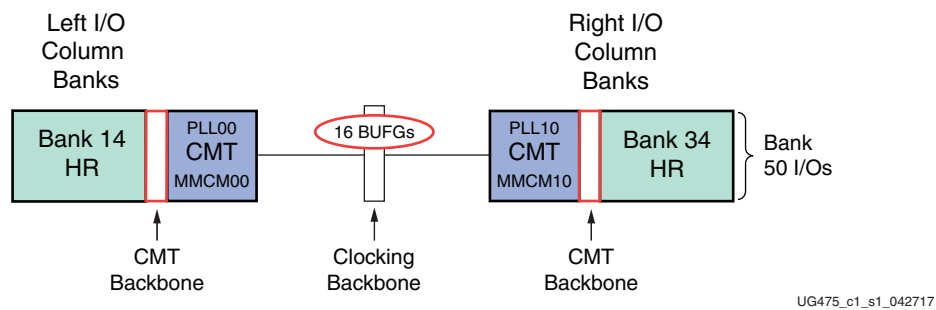 Left I/O
Column
Banks
Right I/O
Column
Banks
Bank 14
HR
PLL00
CMT
MMCM00
16 BUFGs
PLL10
CMT
MMCM10
Bank 34
HR
Bank
50 I/Os
CMT
Backbone
Clocking
Backbone
CMT
Backbone
UG475_c1_s1_042717